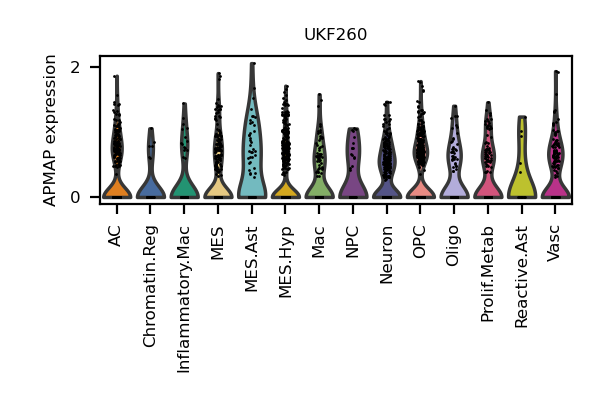 UKF260
APMAP expression
2
0
AC
Chromatin.Reg
Inflammatory.Mac
MES
MES.Ast
MES.Hyp
Mac
NPC
Neuron
OPC
Oligo
Prolif.Metab
Reactive.Ast
Vasc